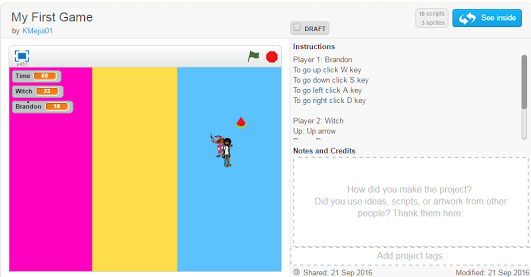 My First Game
by KMejia01
10 scripts
3 sprites
See inside
DRAFT
Instructions
Player 1: Brandon
To go up click W key
To go down click S key
To go left click A key
To go right click D key
Player 2: Witch
Up: Up arrow
Time 60
Witch 23
Brandon 18
Notes and Credits
How did you make the project?
Did you use ideas, scripts, or artwork from other
people? Thank them here.
Add project tags.
Shared: 21 Sep 2016 Modified: 21 Sep 2016